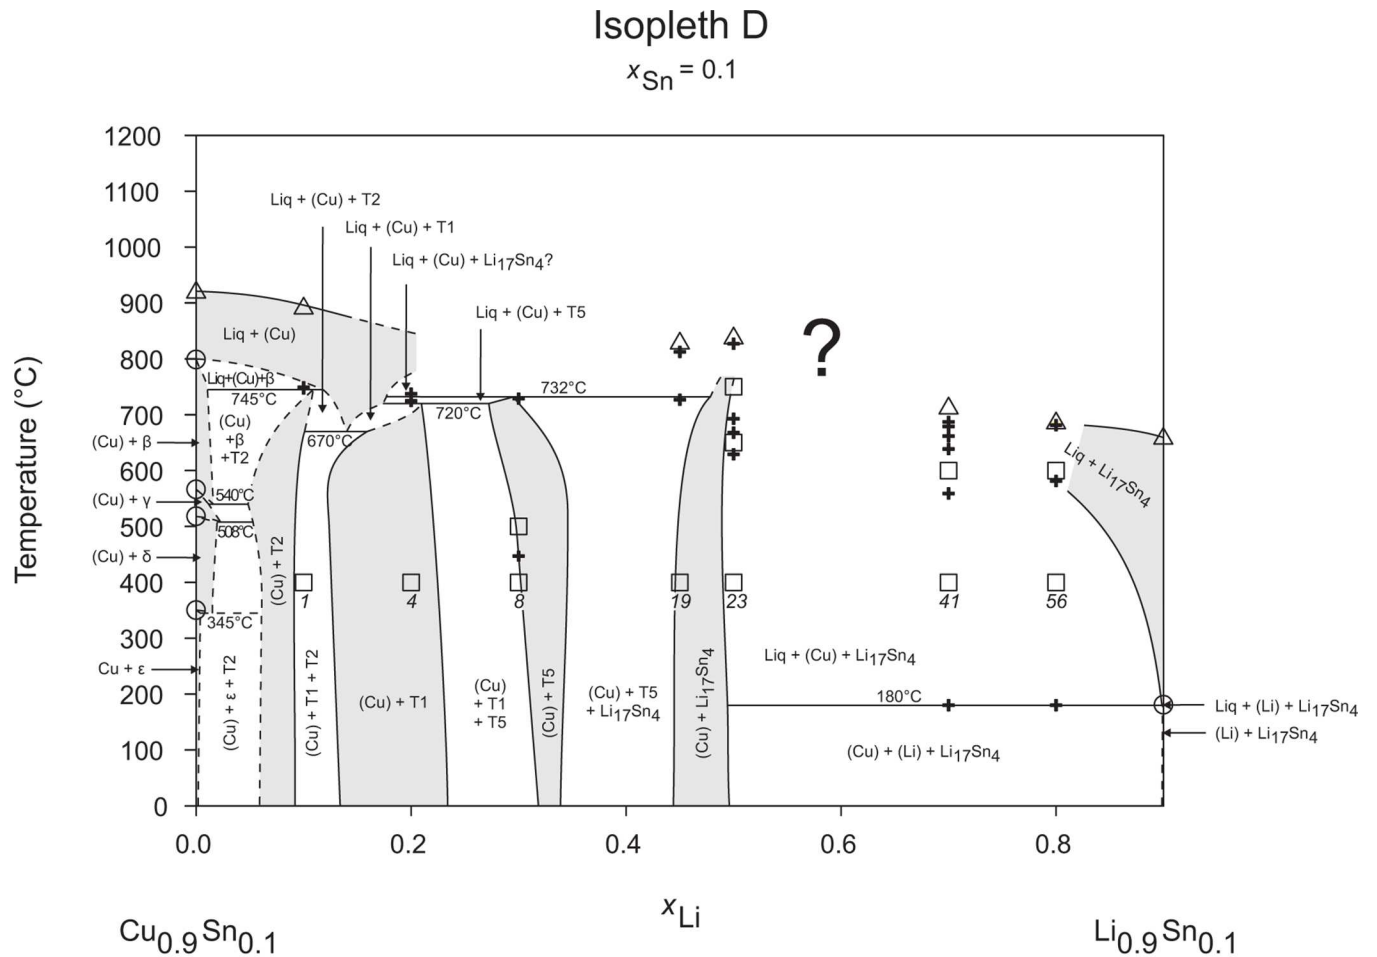 Isopleth D
xSn = 0.1
1200
1100
1000
900
800
700
600
500
400
300
200
100
0
Temperature (°C)
0.0
0.2
0.4
0.6
0.8
xLi
Cu0.9Sn0.1
Li0.9Sn0.1
Liq + (Cu) + T2
Liq + (Cu) + T1
Liq + (Cu) + Li17Sn4?
Liq + (Cu) + T5
Liq + (Cu)
?
Liq+(Cu)+β
745°C
732°C
720°C
(Cu)
+β
+T2
670°C
(Cu) + β
(Cu) + γ
(Cu) + δ
Cu + ε
540°C
508°C
345°C
(Cu) + ε + T2
(Cu) + T2
(Cu) + T1 + T2
(Cu) + T1
(Cu)
+ T1
+ T5
(Cu) + T5
(Cu) + T5
+ Li17Sn4
(Cu) + Li17Sn4
1
4
8
19
23
41
56
Liq + Li17Sn4
Liq + (Cu) + Li17Sn4
180°C
(Cu) + (Li) + Li17Sn4
Liq + (Li) + Li17Sn4
(Li) + Li17Sn4